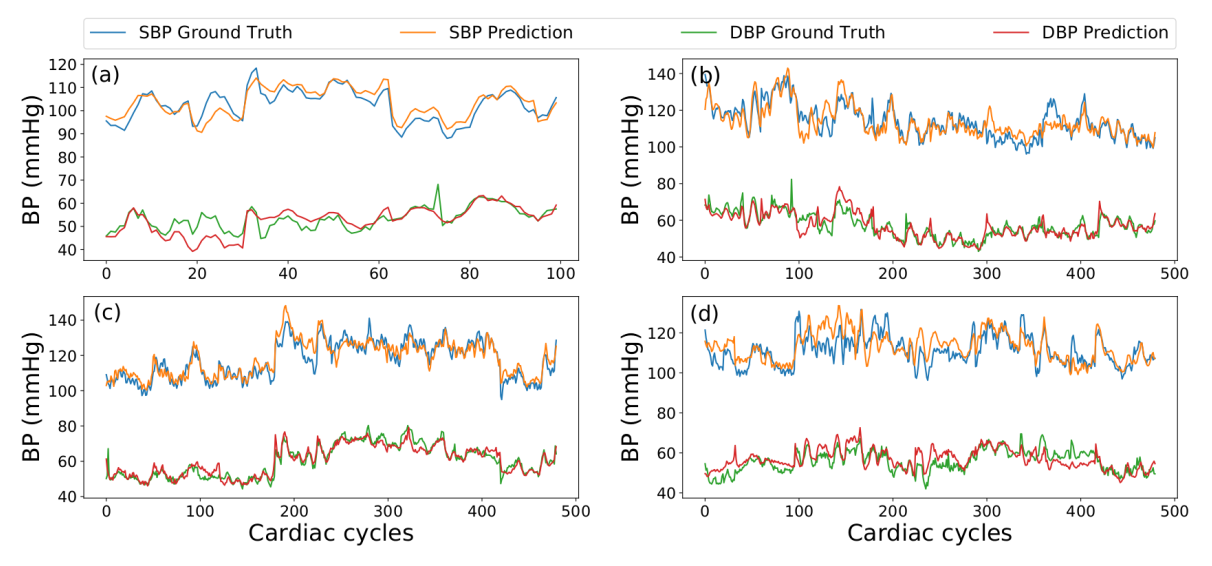 SBP Ground Truth SBP Prediction DBP Ground Truth DBP Prediction
(a)
120
110
100
90
80
70
60
50
40
BP (mmHg)
0 20 40 60 80 100
(b)
140
120
100
80
60
40
BP (mmHg)
0 100 200 300 400 500
(c)
140
120
100
80
60
40
BP (mmHg)
0 100 200 300 400 500
Cardiac cycles
(d)
120
100
80
60
40
BP (mmHg)
0 100 200 300 400 500
Cardiac cycles